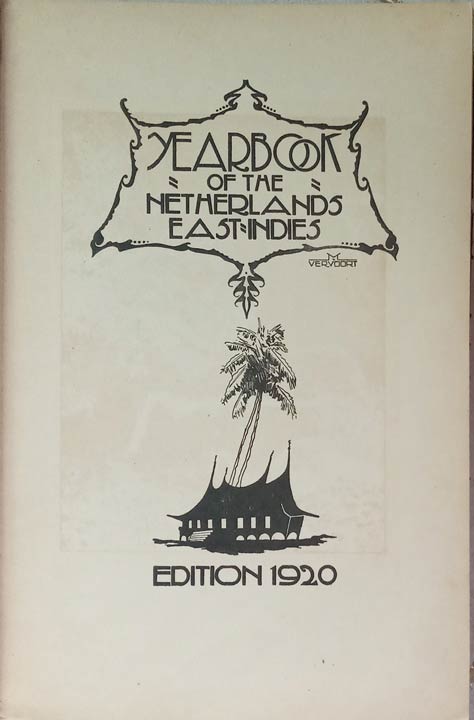 YEARBOOK
OF THE
NETHERLANDS
EAST-INDIES
M
VERVOORT
EDITION 1920